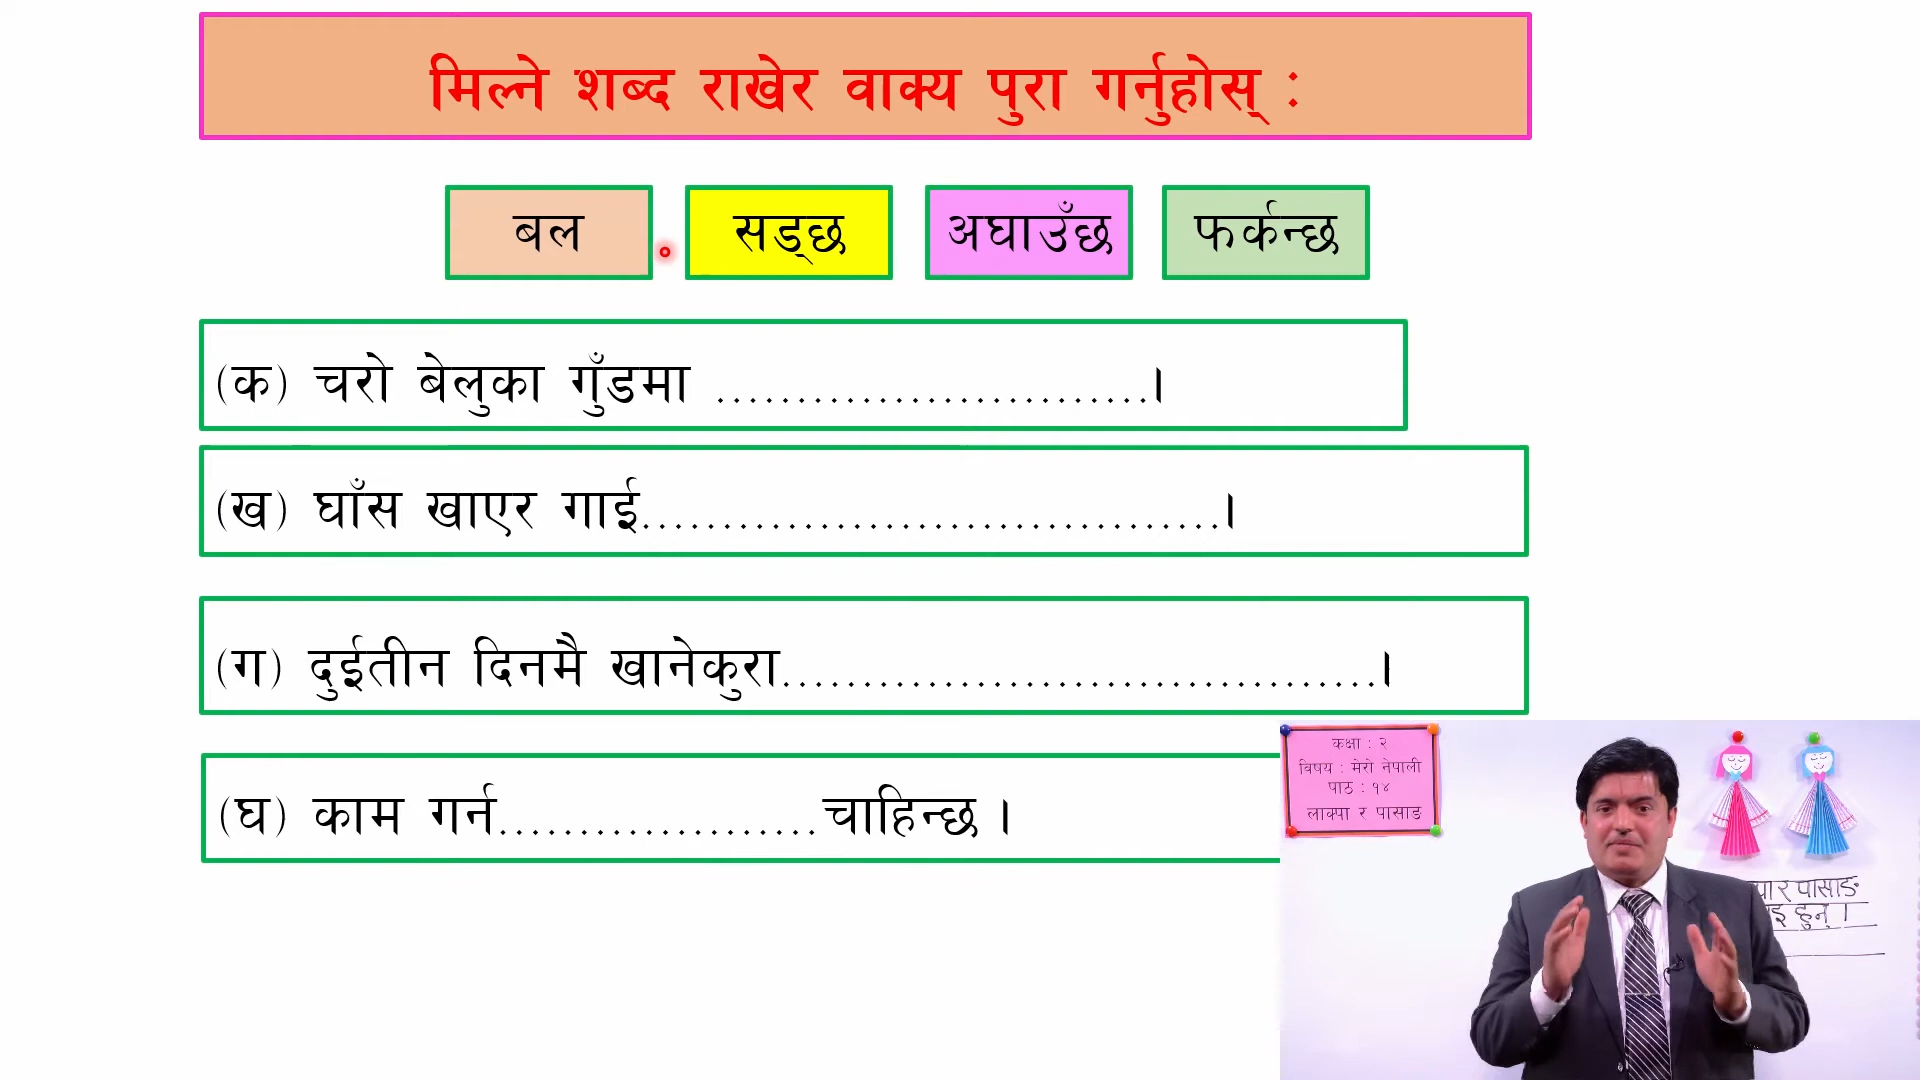 मिल्ने शब्द राखेर वाक्य पुरा गर्नुहोस् :
बल सड्छ अघाउँछ फर्कन्छ
(क) चरो बेलुका गुँडमा ...........................।
(ख) घाँस खाएर गाई....................................।
(ग) दुईतीन दिनमै खानेकुरा.....................................।
(घ) काम गर्न....................चाहिन्छ ।
कक्षा : २
विषय : मेरो नेपाली
पाठ : १४
लाक्पा र पासाङ
र पासाङ
हुन् ।